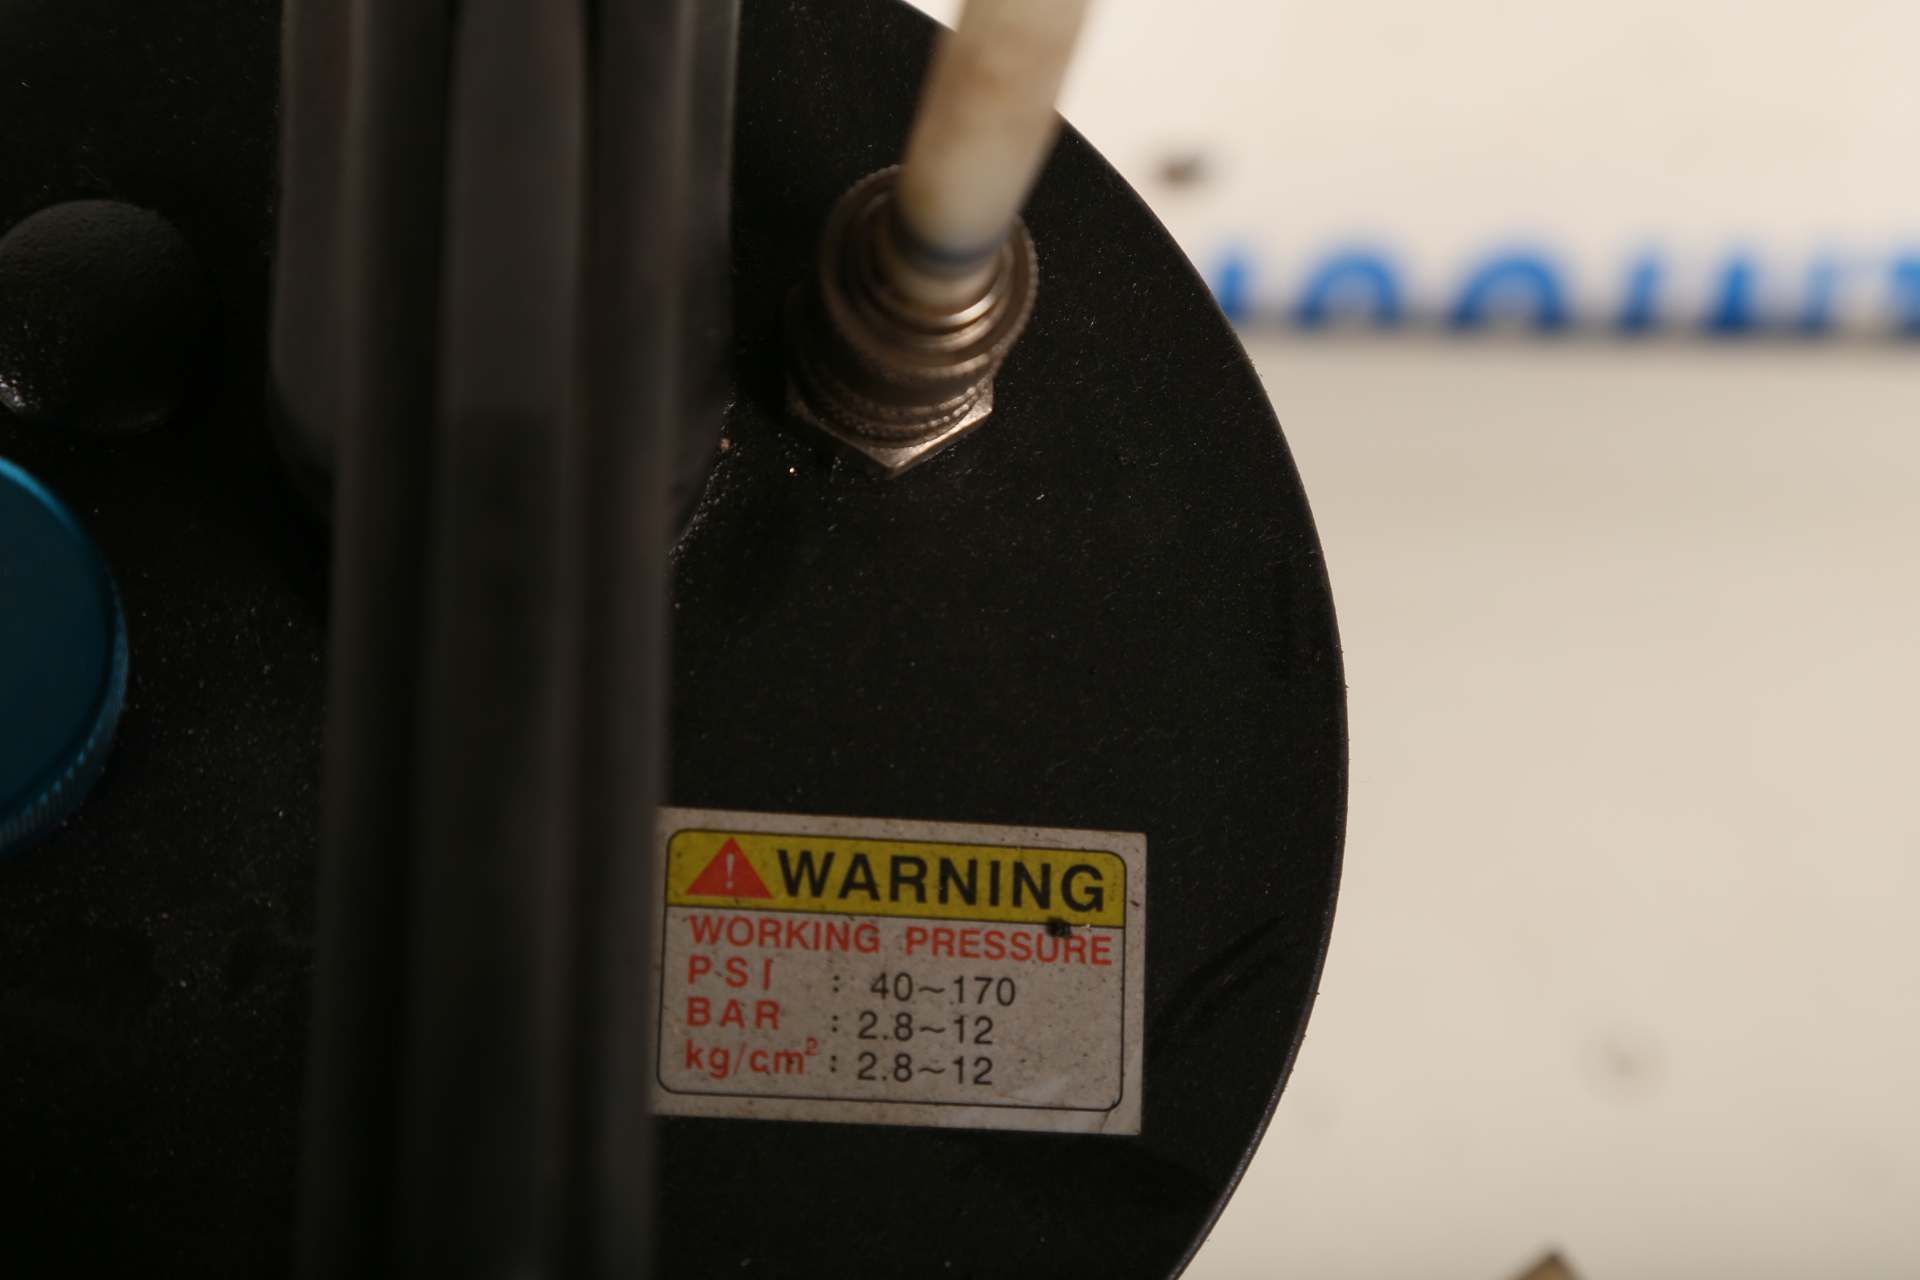 WARNING
WORKING PRESSURE
PSI : 40~170
BAR : 2.8~12
kg/cm² : 2.8~12